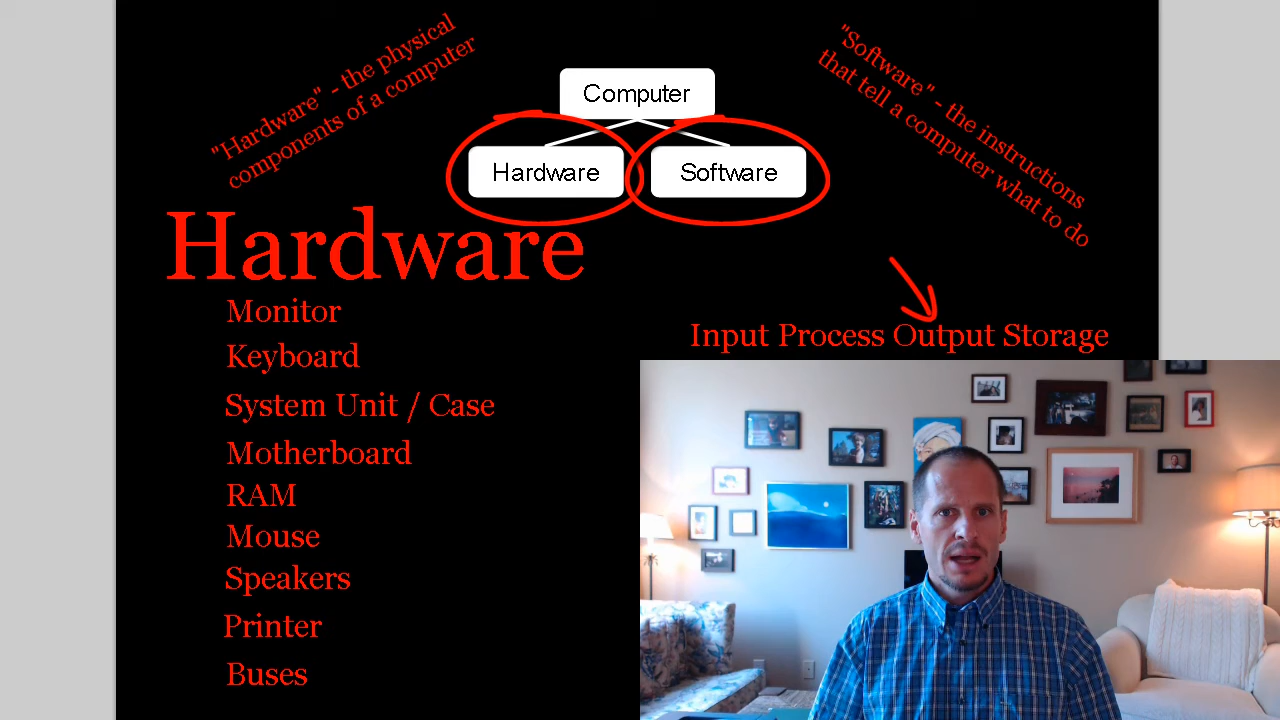 "Hardware" - the physical
components of a computer
Computer
Hardware
Software
"Software" - the instructions
that tell a computer what to do
Hardware
Monitor
Keyboard
System Unit / Case
Motherboard
RAM
Mouse
Speakers
Printer
Buses
Input Process Output Storage